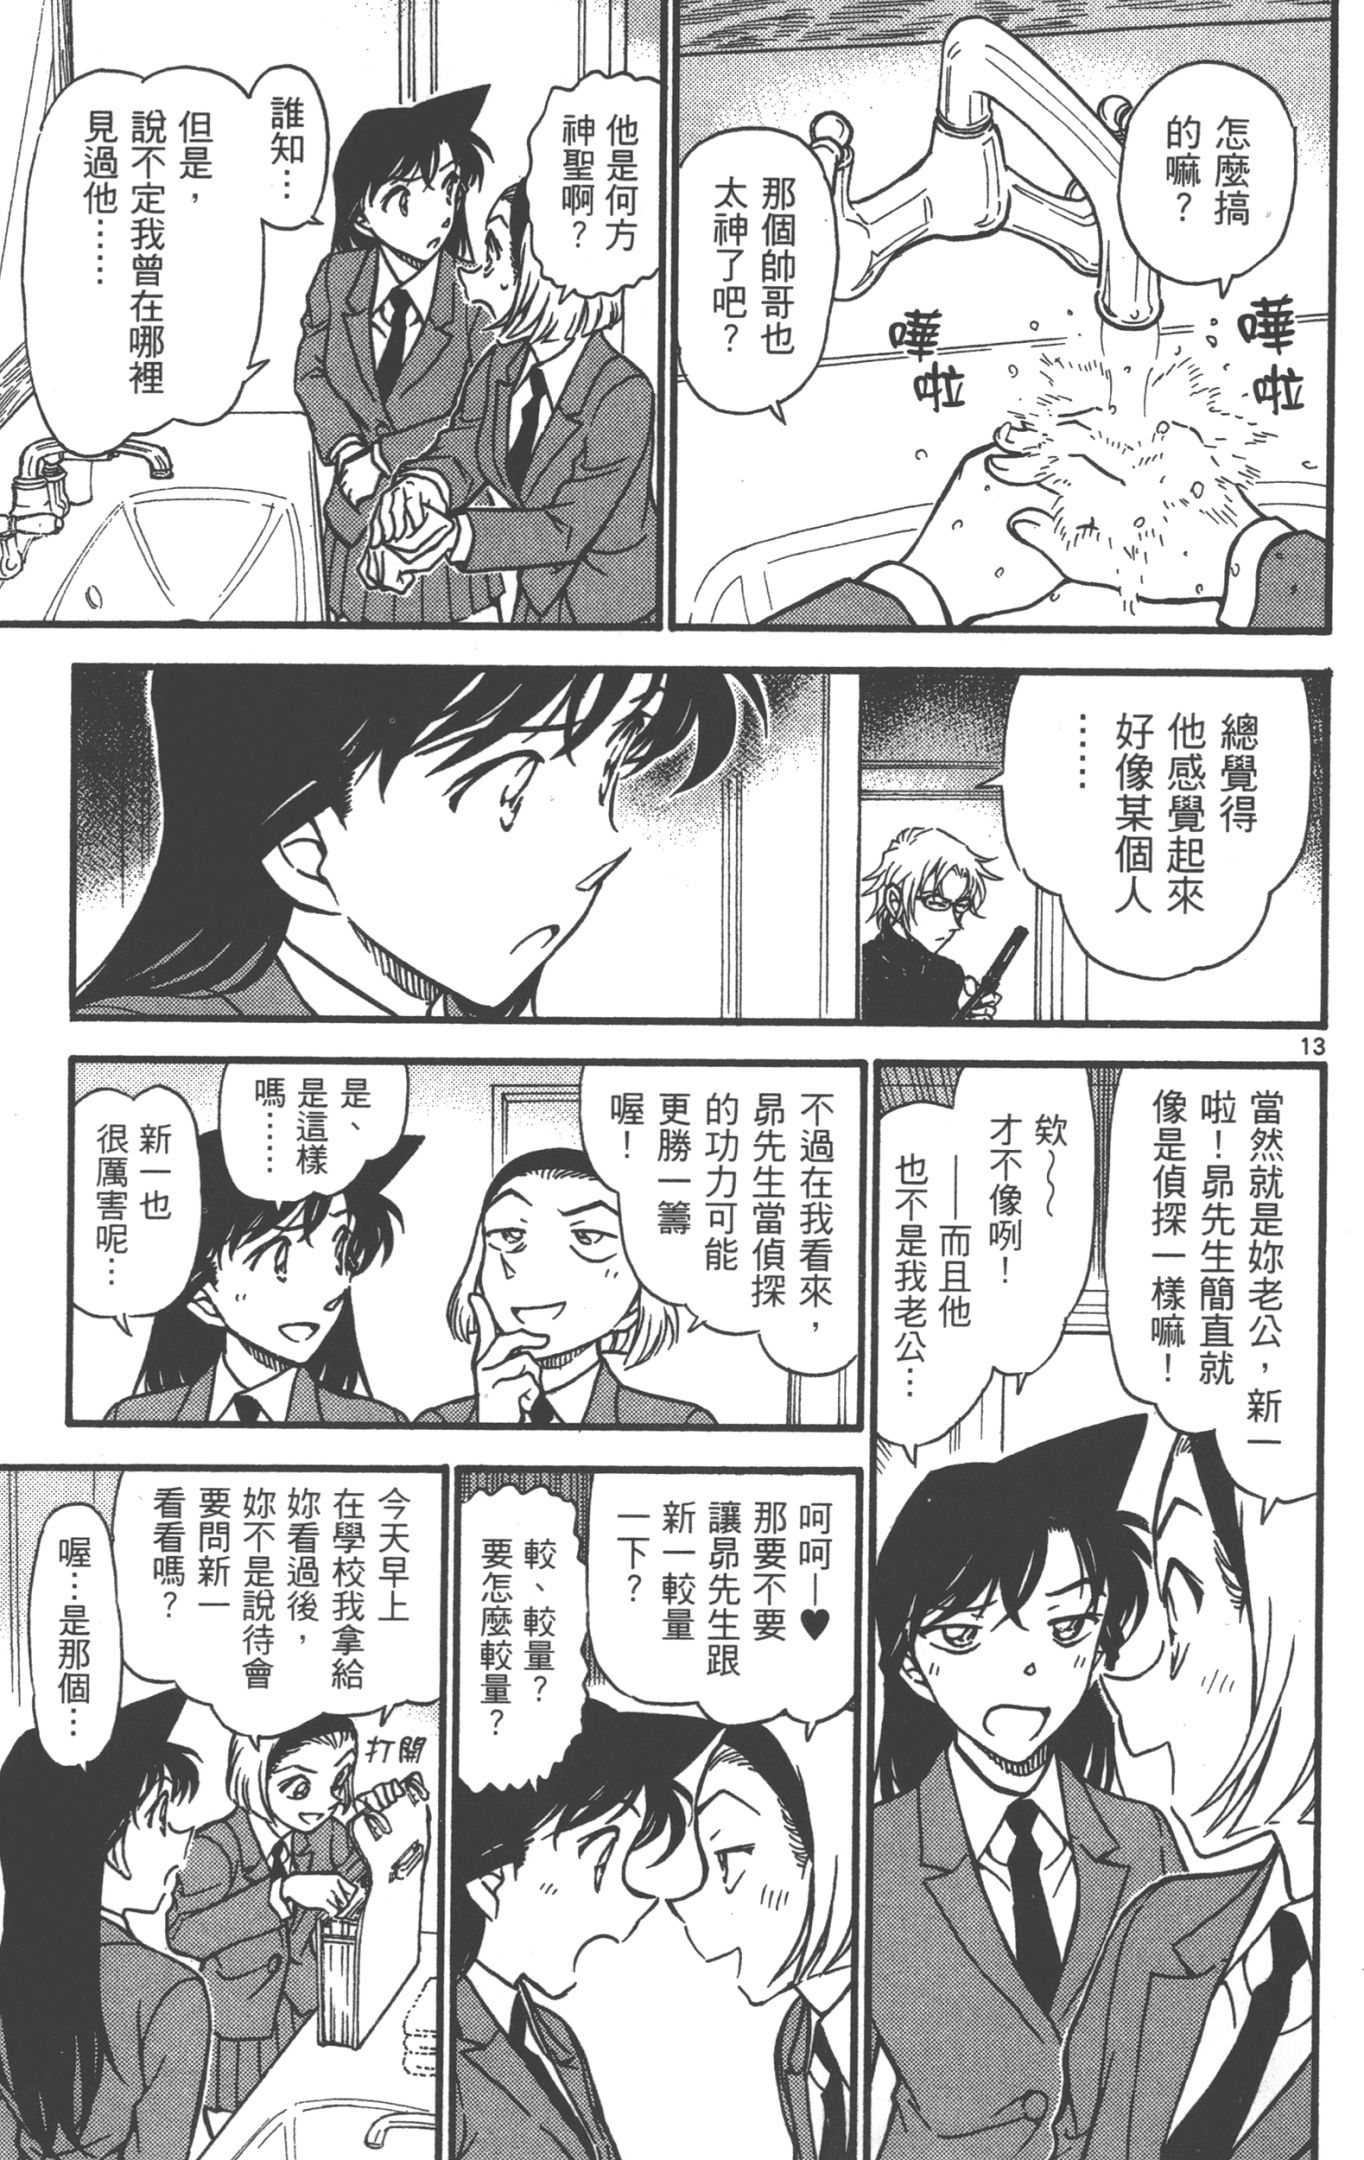 怎麼搞
的嘛？
那個帥哥也
太神了吧？
嘩啦
嘩啦
他是何方
神聖啊？
誰知…
但是，
說不定我曾在哪裡
見過他……
總覺得
他感覺起來
好像某個人
……
13
當然就是妳老公，新一
啦！昴先生簡直就
像是偵探一樣嘛！
欸～～
才不像咧！
——而且他
也不是我老公…
不過在我看來，
昴先生當偵探
的功力可能
更勝一籌
喔！
是、
是這樣
嗎……
新一也
很厲害呢…
呵呵—♥
那要不要
讓昴先生跟
新一較量
一下？
較、較量？
要怎麼較量？
今天早上
在學校我拿給
妳看過後，
妳不是說待會
要問新一
看看嗎？
打開
喔…是那個…